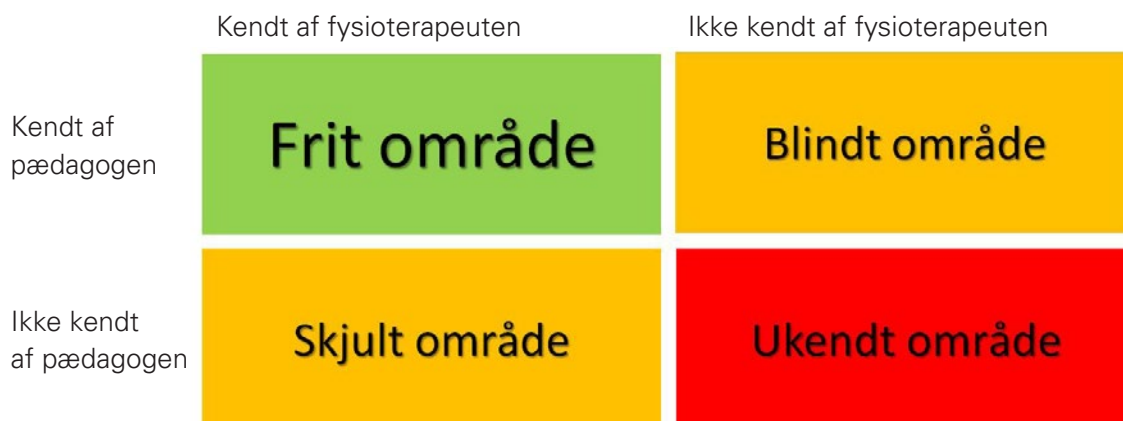 Kendt af fysioterapeuten
Ikke kendt af fysioterapeuten
Kendt af
pædagogen
Frit område
Blindt område
Ikke kendt
af pædagogen
Skjult område
Ukendt område